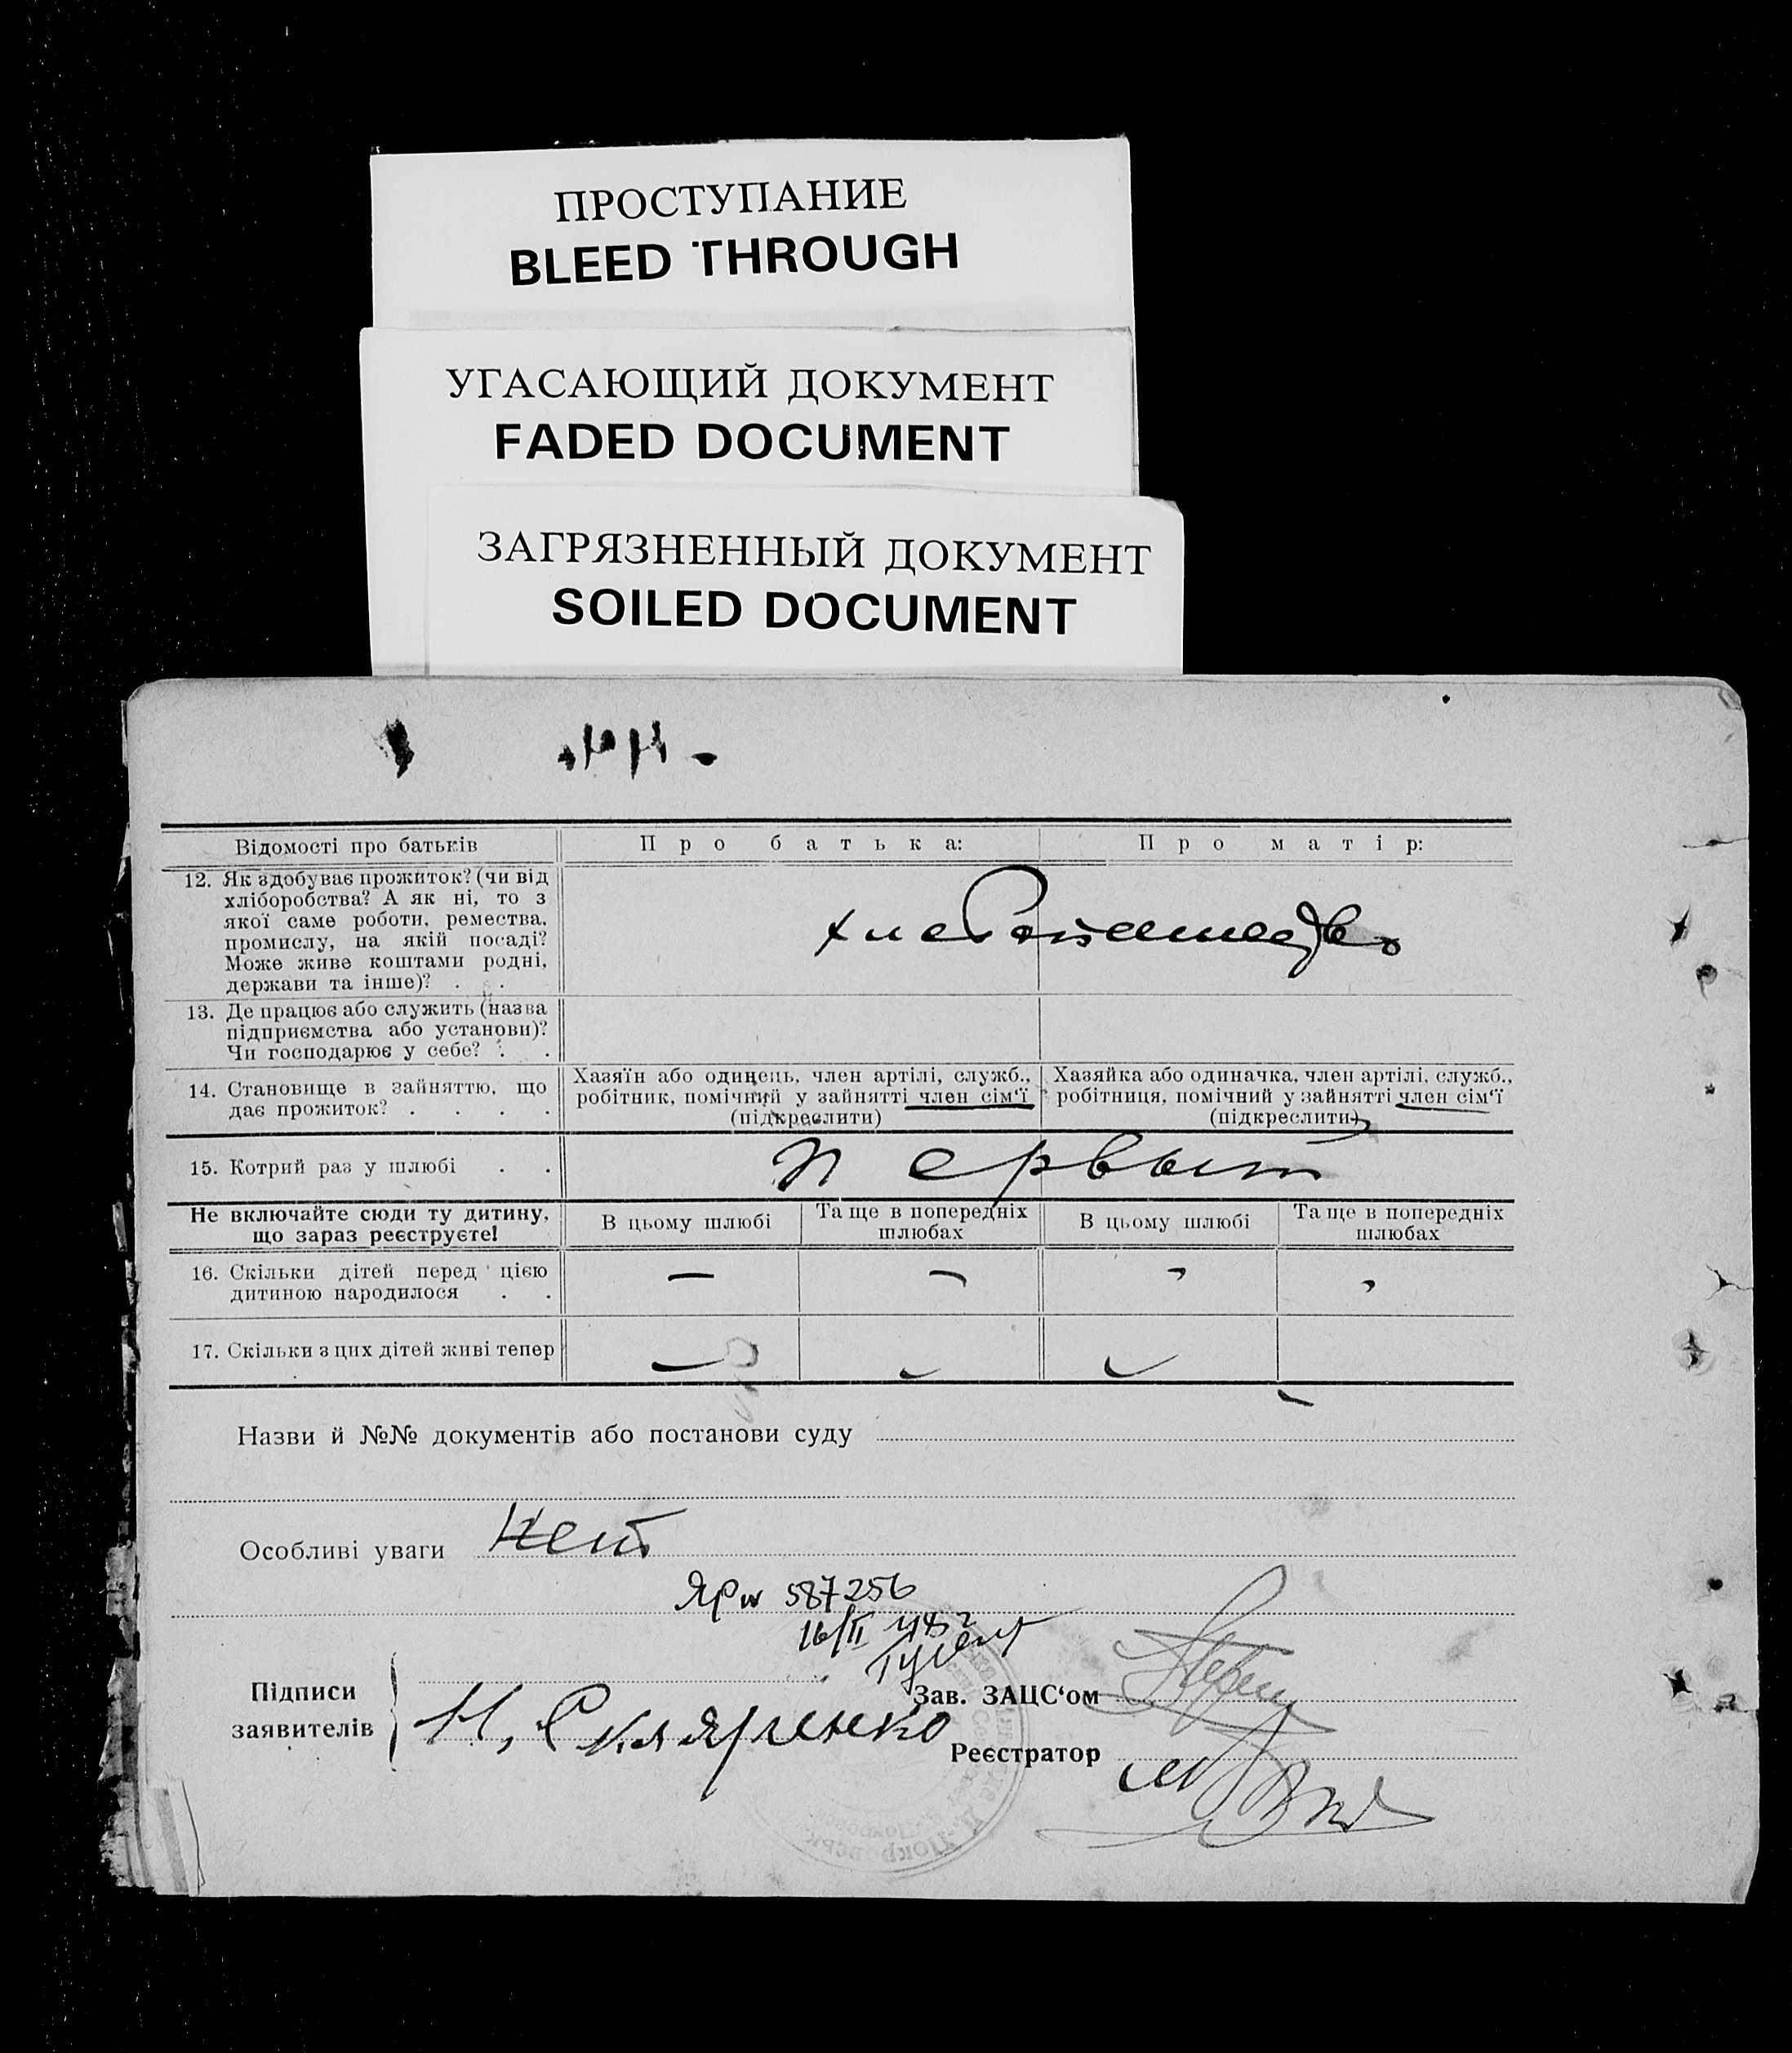 ПРОСТУПАНИЕ
BLEED THROUGH
УГАСАЮЩИЙ ДОКУМЕНТ
FADED DOCUMENT
ЗАГРЯЗНЕННЫЙ ДОКУМЕНТ
SOILED DOCUMENT
Відомості про батьків
Про батька:
Про матір:
12. Як здобуває прожиток? (чи від
хліборобства? А як ні, то з
якої саме роботи, ремества,
промислу, на якій посаді?
Може живе коштами родні,
держави та інше)? . .
13. Де працює або служить (назва
підприємства або установи)?
Чи господарює у себе? . .
14. Становище в зайняттю, що
дає прожиток? . . . .
Хазяїн або одинець, член артілі, служб.,
робітник, помічний у зайнятті член сім'ї
(підкреслити)
Хазяйка або одиначка, член артілі, служб.,
робітниця, помічний у зайнятті член сім'ї
(підкреслити)
15. Котрий раз у шлюбі . .
Первый
Не включайте сюди ту дитину,
що зараз реєструєте!
В цьому шлюбі
Та ще в попередніх
шлюбах
В цьому шлюбі
Та ще в попередніх
шлюбах
16. Скільки дітей перед цією
дитиною народилося . .
17. Скільки з цих дітей живі тепер
Назви й №№ документів або постанови суду
Особливі уваги Нет
587256
Підписи
заявителів
Н, Скляренко
Зав. ЗАЦС'ом
Реєстратор